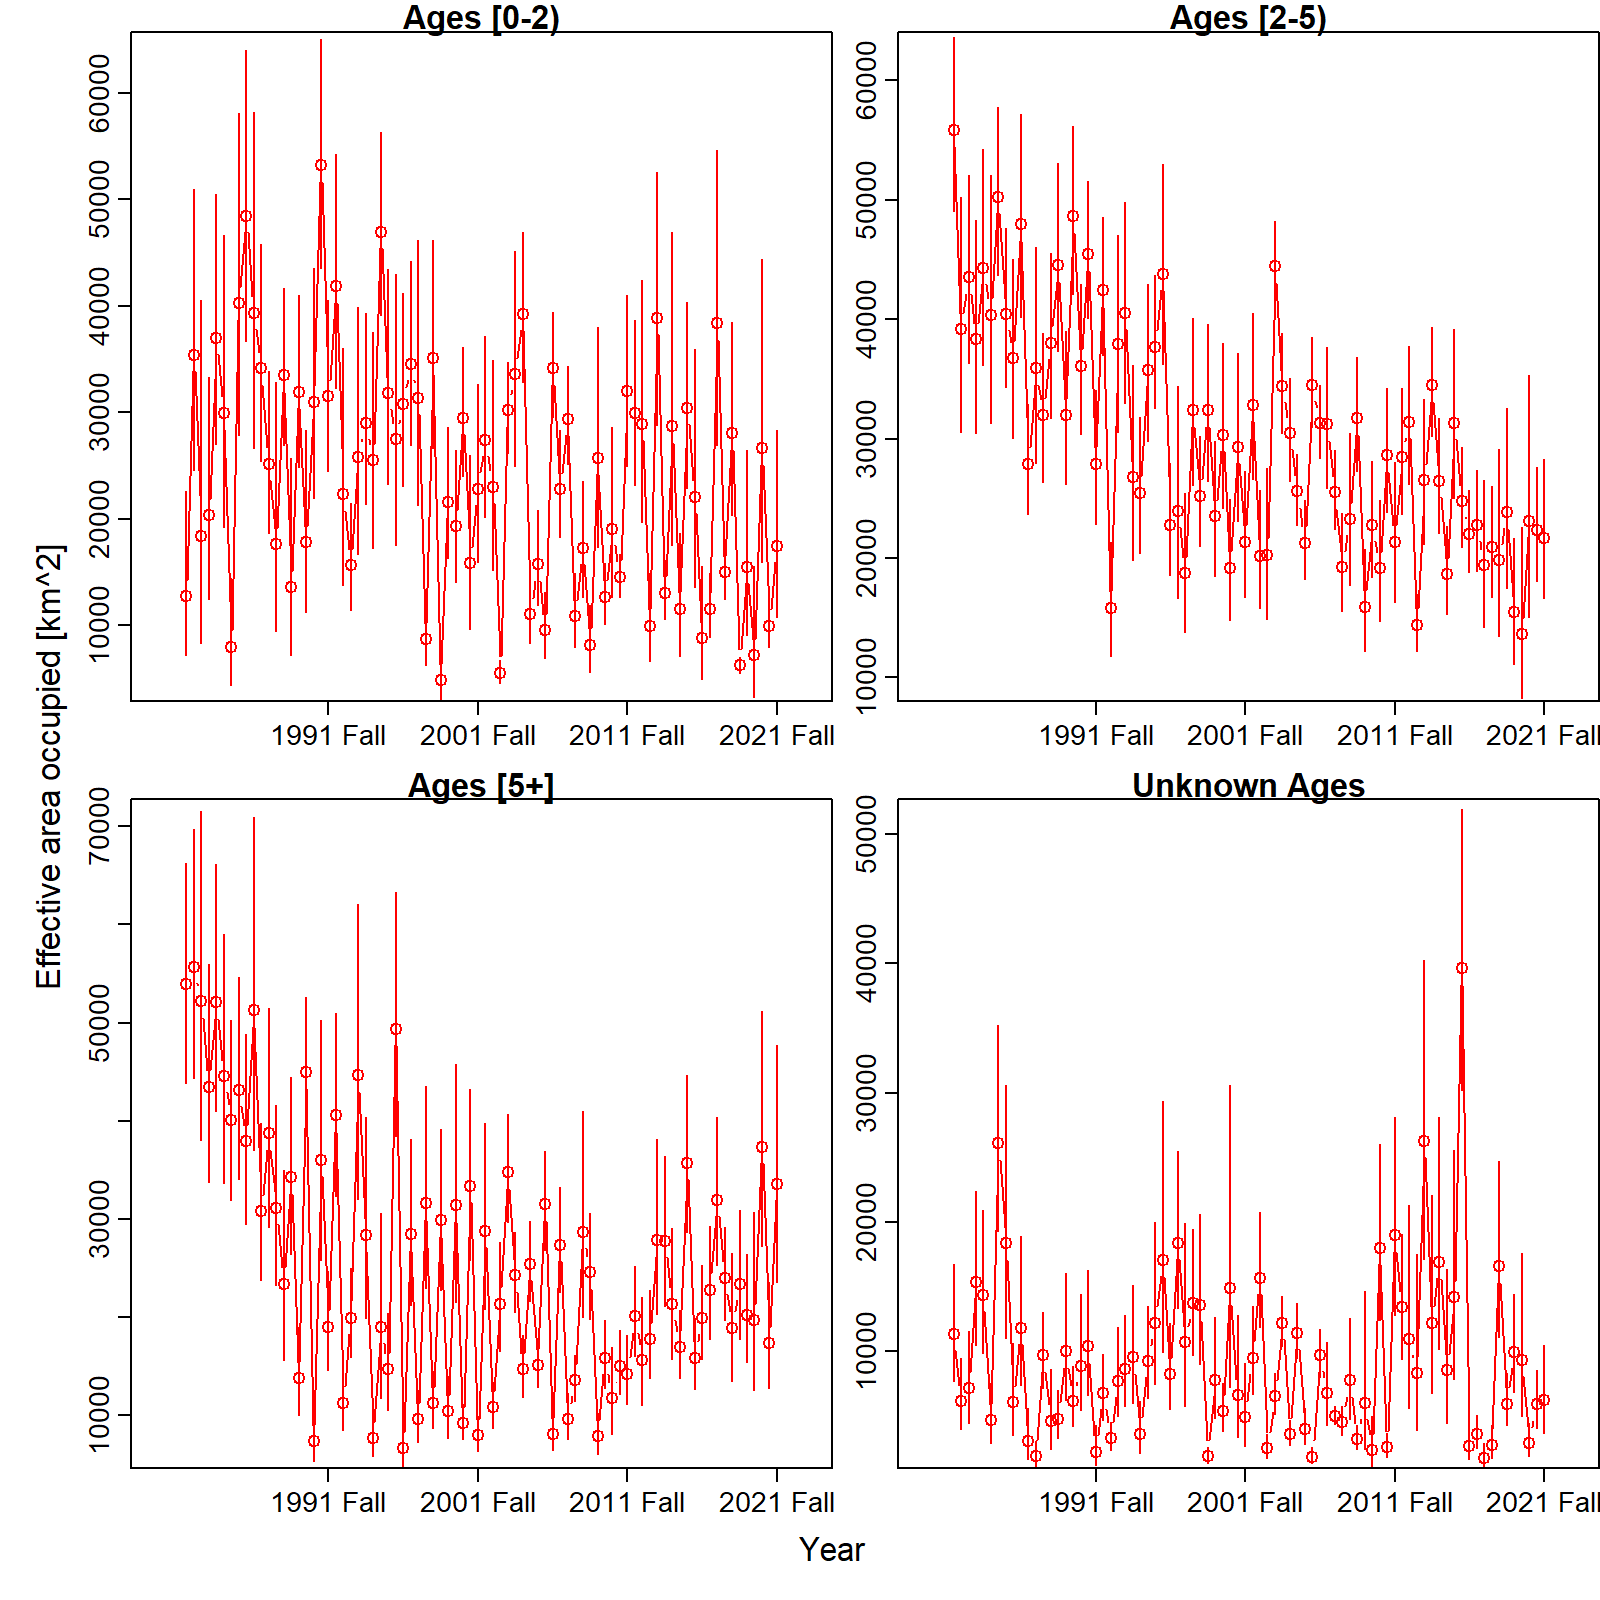 Ages [0-2)
Ages [2-5)
60000
50000
40000
30000
20000
10000
60000
50000
40000
30000
20000
10000
1991 Fall
2001 Fall
2011 Fall
2021 Fall
1991 Fall
2001 Fall
2011 Fall
2021 Fall
Effective area occupied [km^2]
Ages [5+]
Unknown Ages
70000
50000
30000
10000
50000
40000
30000
20000
10000
1991 Fall
2001 Fall
2011 Fall
2021 Fall
1991 Fall
2001 Fall
2011 Fall
2021 Fall
Year